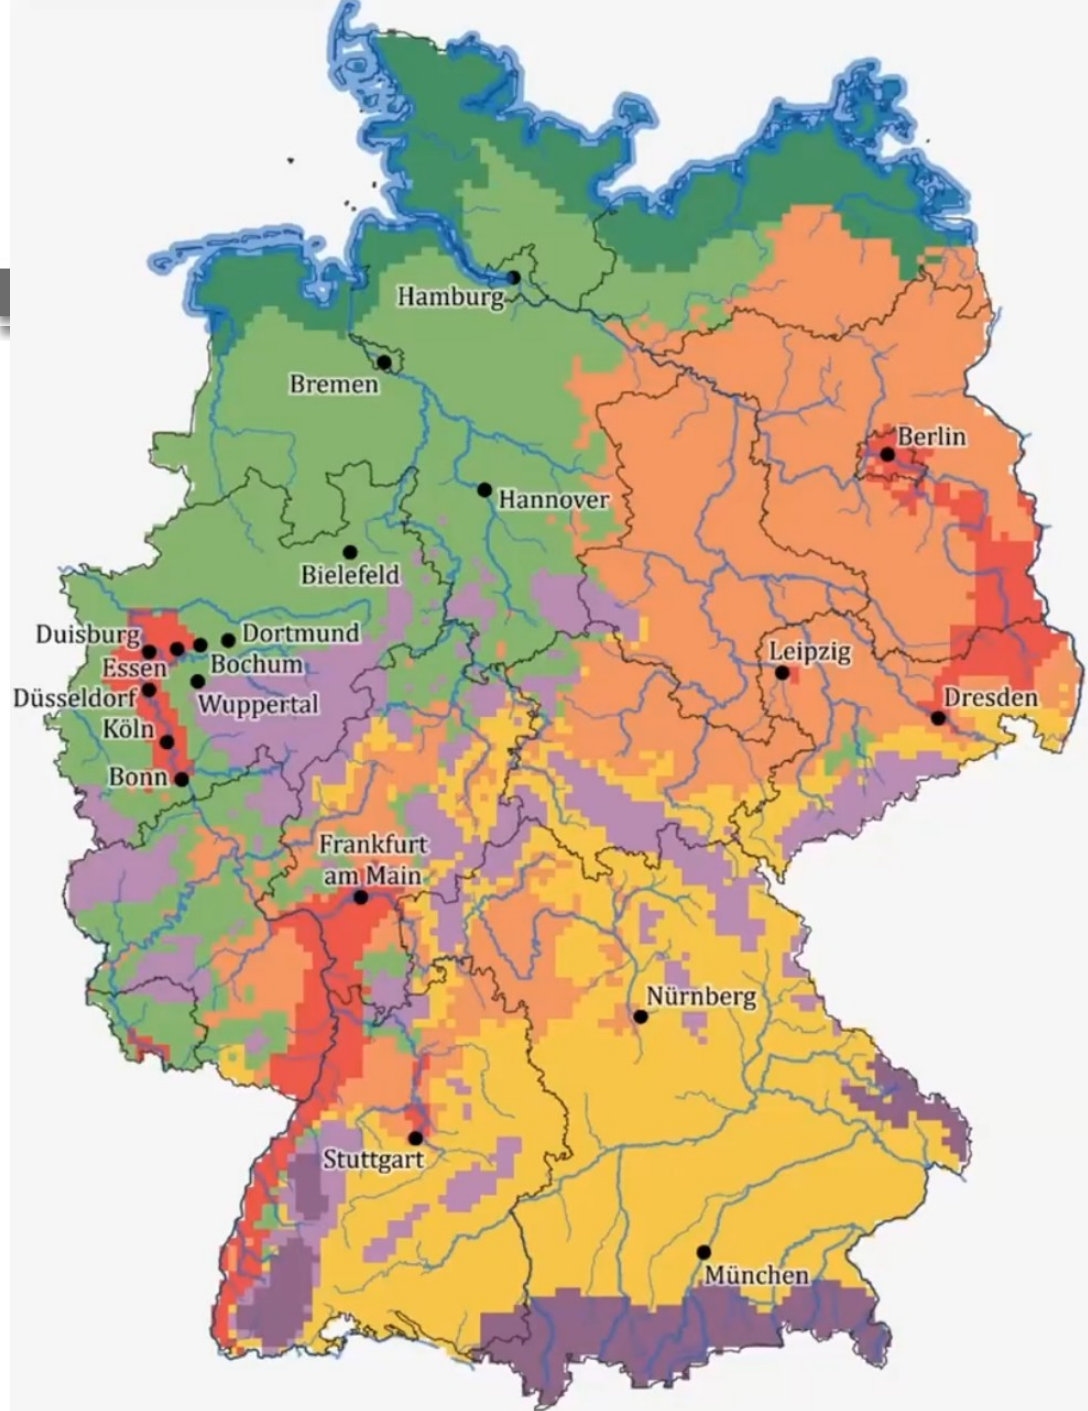 Hamburg
Bremen
Berlin
Hannover
Bielefeld
Duisburg
Dortmund
Essen
Bochum
Leipzig
Düsseldorf
Wuppertal
Dresden
Köln
Bonn
Frankfurt
am Main
Nürnberg
Stuttgart
München